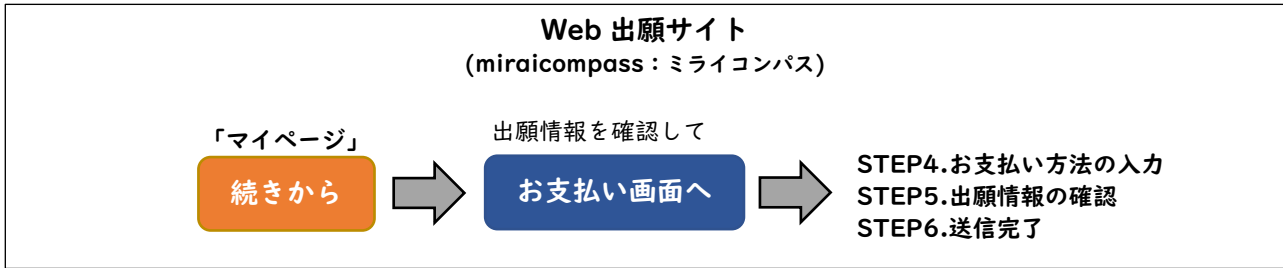 Web 出願サイト
(miraicompass：ミライコンパス)
「マイページ」
続きから
出願情報を確認して
お支払い画面へ
STEP4.お支払い方法の入力
STEP5.出願情報の確認
STEP6.送信完了